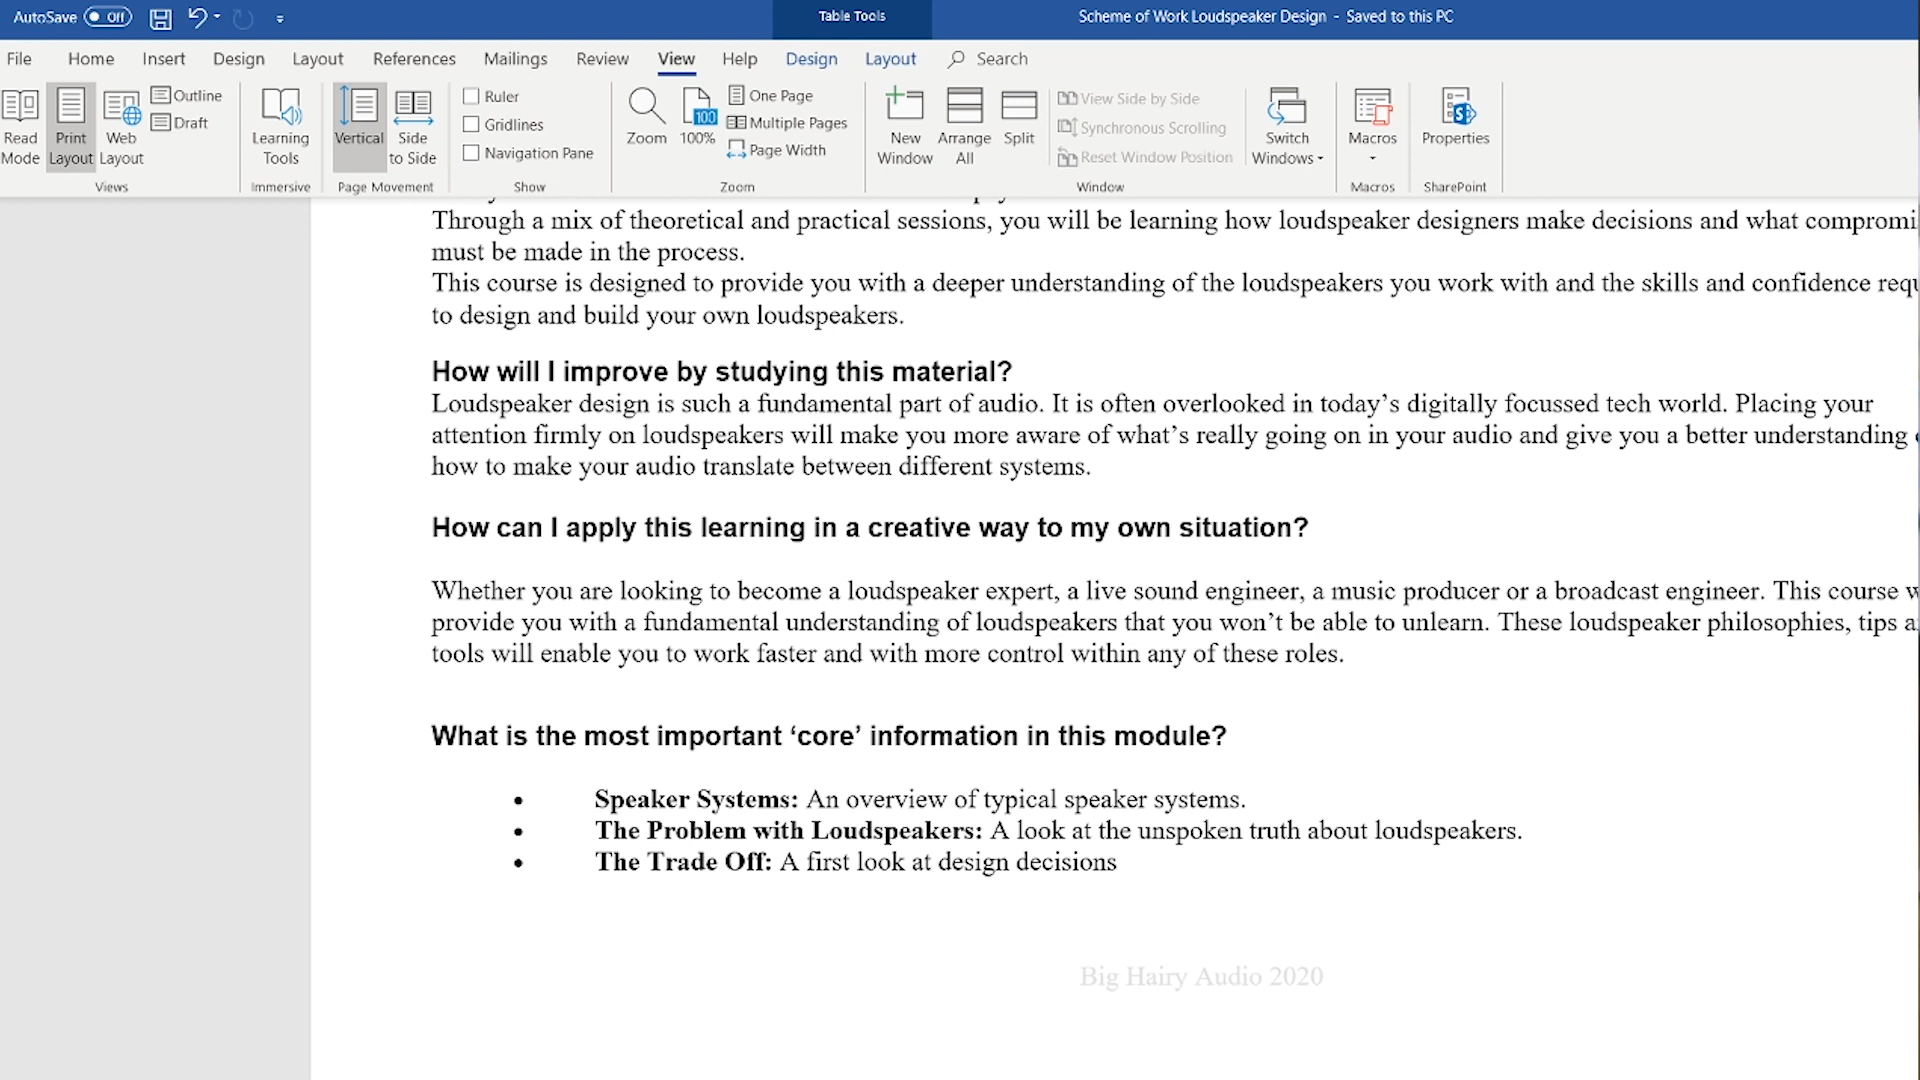 AutoSave Off Table Tools Scheme of Work Loudspeaker Design - Saved to this PC
File Home Insert Design Layout References Mailings Review View Help Design Layout Search
Read Mode Print Layout Web Layout Outline Draft
Views
Learning Tools
Immersive
Vertical Side to Side
Page Movement
Ruler
Gridlines
Navigation Pane
Show
Zoom 100% One Page
Multiple Pages
Page Width
Zoom
New Window Arrange All Split
View Side by Side
Synchronous Scrolling
Reset Window Position
Switch Windows
Window
Macros
Macros
Properties
SharePoint
Through a mix of theoretical and practical sessions, you will be learning how loudspeaker designers make decisions and what compromi
must be made in the process.
This course is designed to provide you with a deeper understanding of the loudspeakers you work with and the skills and confidence requ
to design and build your own loudspeakers.
How will I improve by studying this material?
Loudspeaker design is such a fundamental part of audio. It is often overlooked in today’s digitally focussed tech world. Placing your
attention firmly on loudspeakers will make you more aware of what’s really going on in your audio and give you a better understanding
how to make your audio translate between different systems.
How can I apply this learning in a creative way to my own situation?
Whether you are looking to become a loudspeaker expert, a live sound engineer, a music producer or a broadcast engineer. This course w
provide you with a fundamental understanding of loudspeakers that you won’t be able to unlearn. These loudspeaker philosophies, tips a
tools will enable you to work faster and with more control within any of these roles.
What is the most important ‘core’ information in this module?
• Speaker Systems: An overview of typical speaker systems.
• The Problem with Loudspeakers: A look at the unspoken truth about loudspeakers.
• The Trade Off: A first look at design decisions
Big Hairy Audio 2020